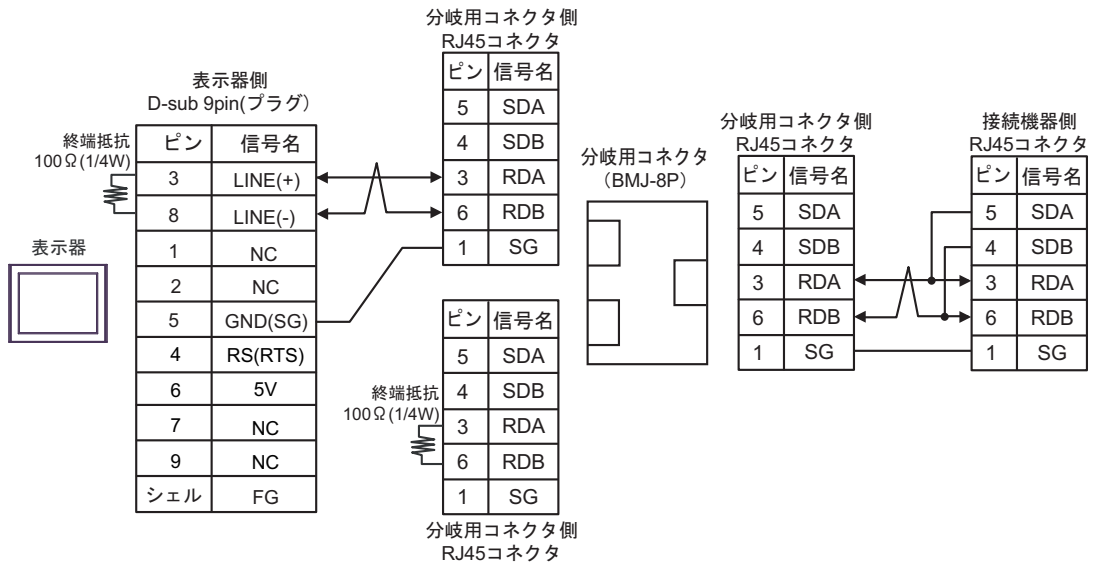 表示器
表示器側
D-sub 9pin(プラグ)
終端抵抗
100Ω(1/4W)
ピン 信号名
3 LINE(+)
8 LINE(-)
1 NC
2 NC
5 GND(SG)
4 RS(RTS)
6 5V
7 NC
9 NC
シェル FG
分岐用コネクタ側
RJ45コネクタ
ピン 信号名
5 SDA
4 SDB
3 RDA
6 RDB
1 SG
終端抵抗
100Ω(1/4W)
ピン 信号名
5 SDA
4 SDB
3 RDA
6 RDB
1 SG
分岐用コネクタ側
RJ45コネクタ
分岐用コネクタ
(BMJ-8P)
分岐用コネクタ側
RJ45コネクタ
ピン 信号名
5 SDA
4 SDB
3 RDA
6 RDB
1 SG
接続機器側
RJ45コネクタ
ピン 信号名
5 SDA
4 SDB
3 RDA
6 RDB
1 SG